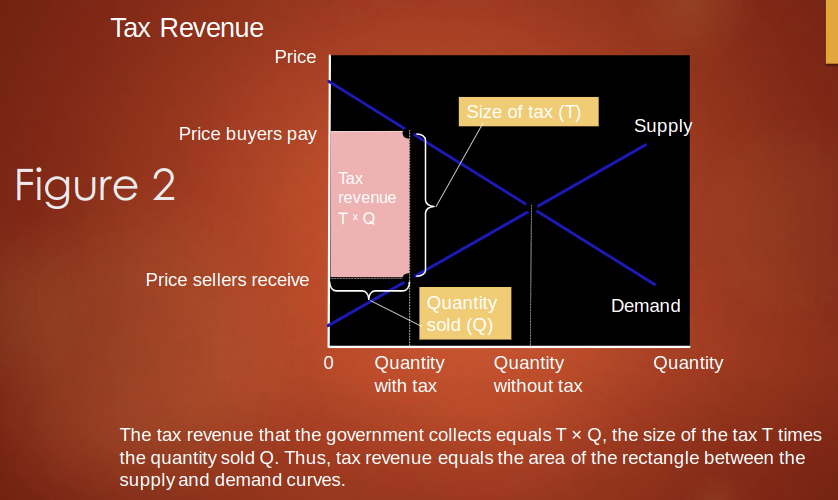 Tax Revenue
Price
Size of tax (T)
Supply
Price buyers pay
Figure 2
Tax
revenue
T × Q
Price sellers receive
Quantity
sold (Q)
Demand
0
Quantity
with tax
Quantity
without tax
Quantity
The tax revenue that the government collects equals T × Q, the size of the tax T times
the quantity sold Q. Thus, tax revenue equals the area of the rectangle between the
supply and demand curves.